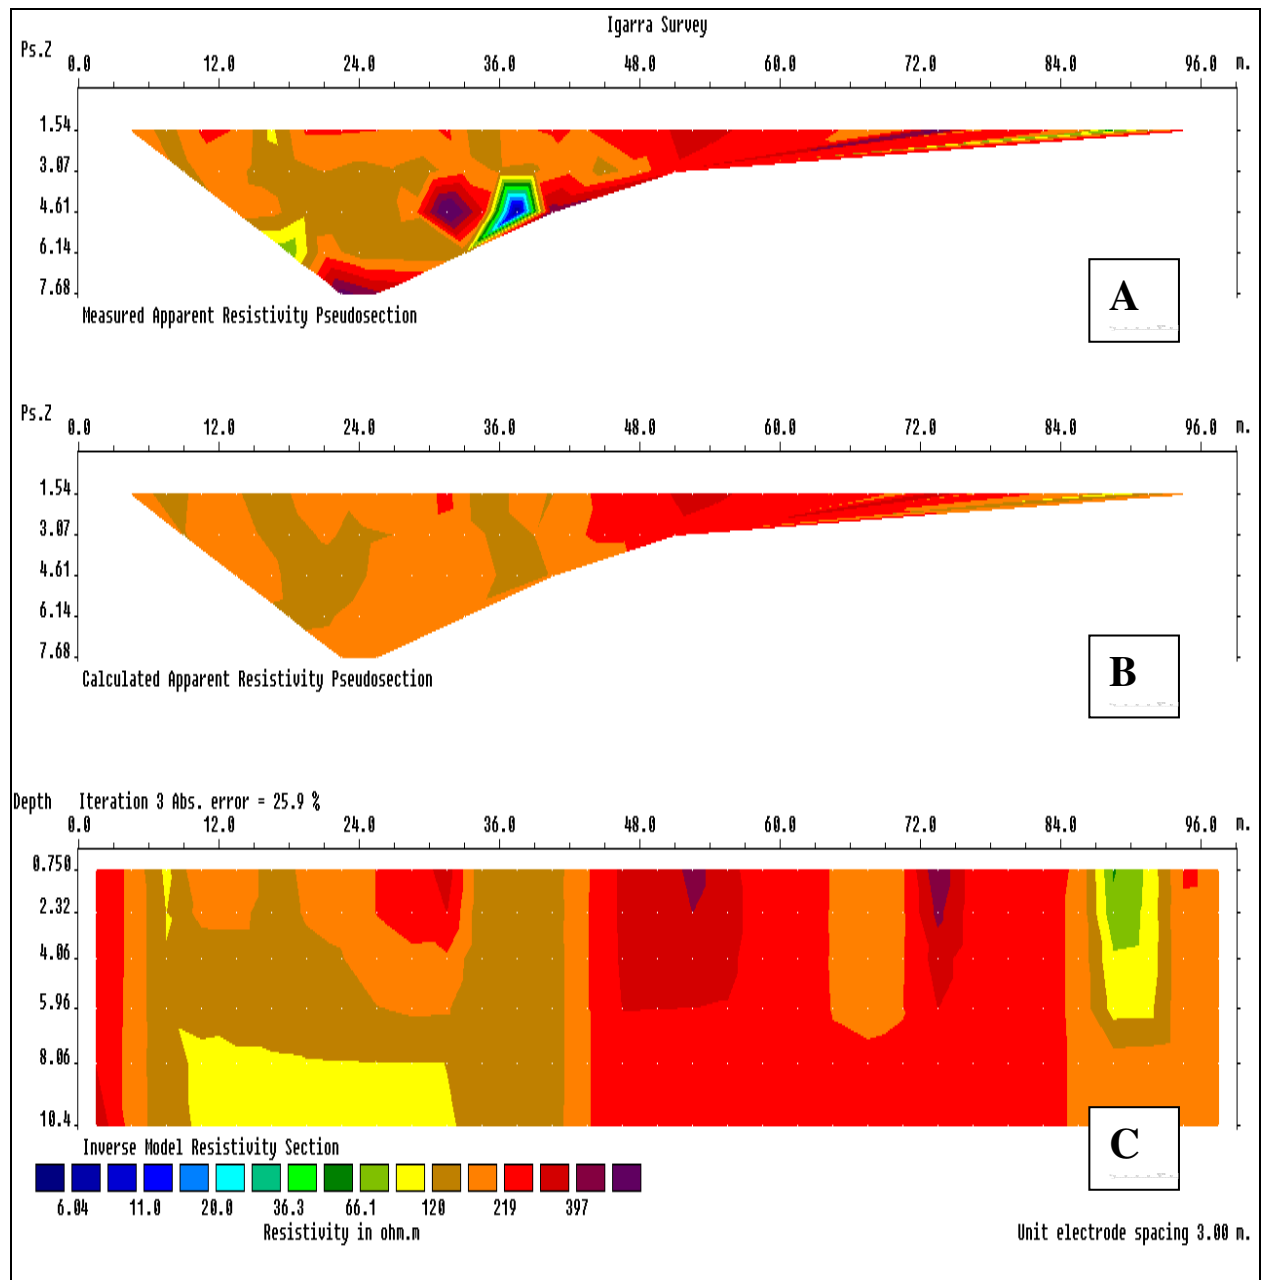 Igarra Survey
Ps.Z
0.0 12.0 24.0 36.0 48.0 60.0 72.0 84.0 96.0 m.
1.54
3.07
4.61
6.14
7.68
Measured Apparent Resistivity Pseudosection
A
Ps.Z
0.0 12.0 24.0 36.0 48.0 60.0 72.0 84.0 96.0 m.
1.54
3.07
4.61
6.14
7.68
Calculated Apparent Resistivity Pseudosection
B
Depth Iteration 3 Abs. error = 25.9 %
0.0 12.0 24.0 36.0 48.0 60.0 72.0 84.0 96.0 m.
0.750
2.32
4.06
5.96
8.06
10.4
Inverse Model Resistivity Section
C
6.04 11.0 20.0 36.3 66.1 120 219 397
Resistivity in ohm.m
Unit electrode spacing 3.00 m.